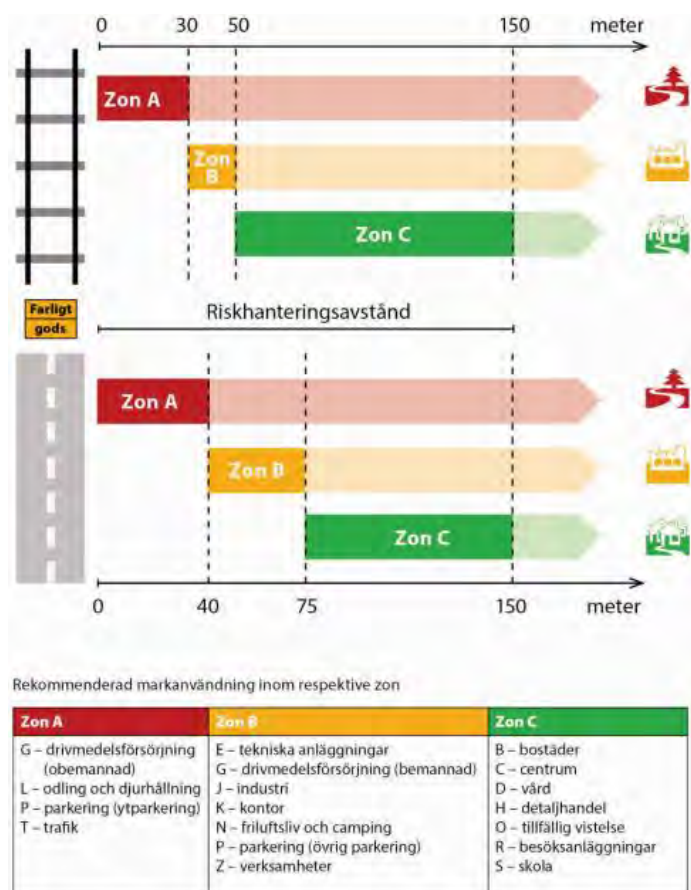 0 30 50 150 meter
Zon A
Zon
B
Zon C
Farligt
gods
Riskhanteringsavstånd
Zon A
Zon B
Zon C
0 40 75 150 meter
Rekommenderad markanvändning inom respektive zon
Zon A
G – drivmedelsförsörjning
(obemannad)
L – odling och djurhållning
P – parkering (ytparkering)
T – trafik
Zon B
E – tekniska anläggningar
G – drivmedelsförsörjning (bemannad)
J – industri
K – kontor
N – friluftsliv och camping
P – parkering (övrig parkering)
Z – verksamheter
Zon C
B – bostäder
C – centrum
D – vård
H – detaljhandel
O – tillfällig vistelse
R – besöksanläggningar
S – skola